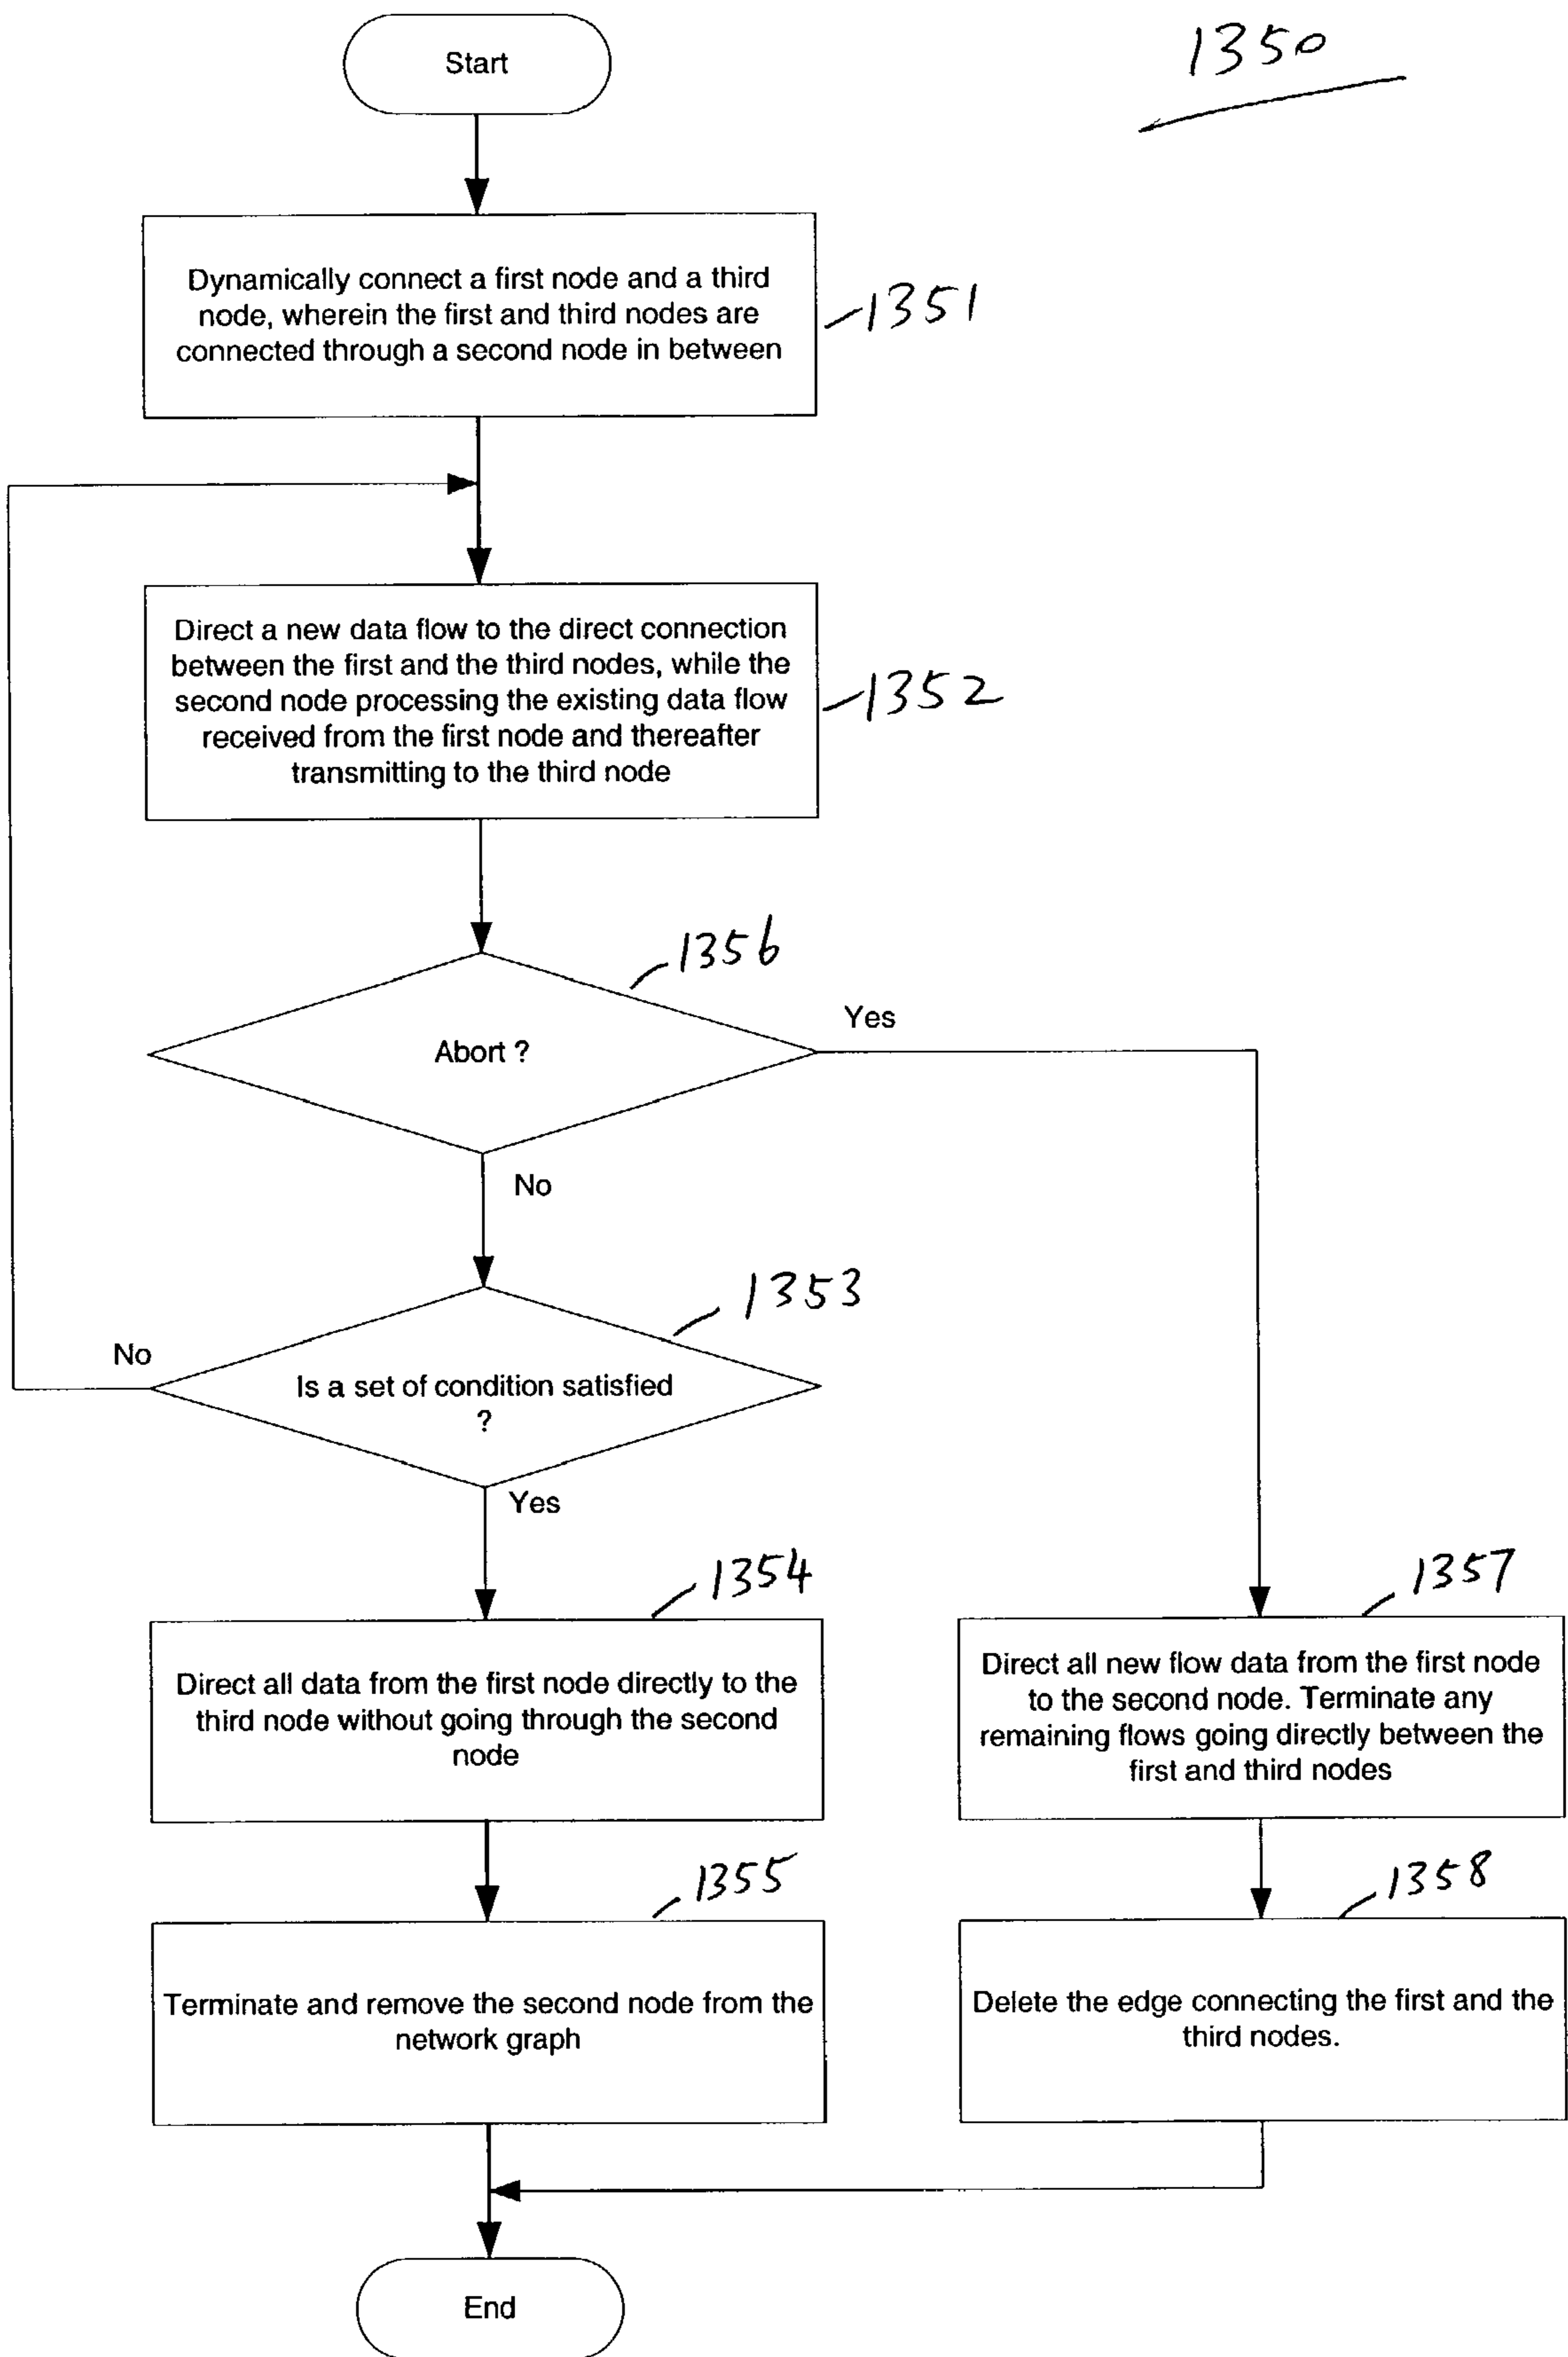 Start
1350
Dynamically connect a first node and a third
node, wherein the first and third nodes are
connected through a second node in between
1351
Direct a new data flow to the direct connection
between the first and the third nodes, while the
second node processing the existing data flow
received from the first node and thereafter
transmitting to the third node
1352
1356
Abort ?
Yes
No
1353
Is a set of condition satisfied
?
No
Yes
1354
Direct all data from the first node directly to the
third node without going through the second
node
1357
Direct all new flow data from the first node
to the second node. Terminate any
remaining flows going directly between the
first and third nodes
1355
Terminate and remove the second node from the
network graph
1358
Delete the edge connecting the first and the
third nodes.
End